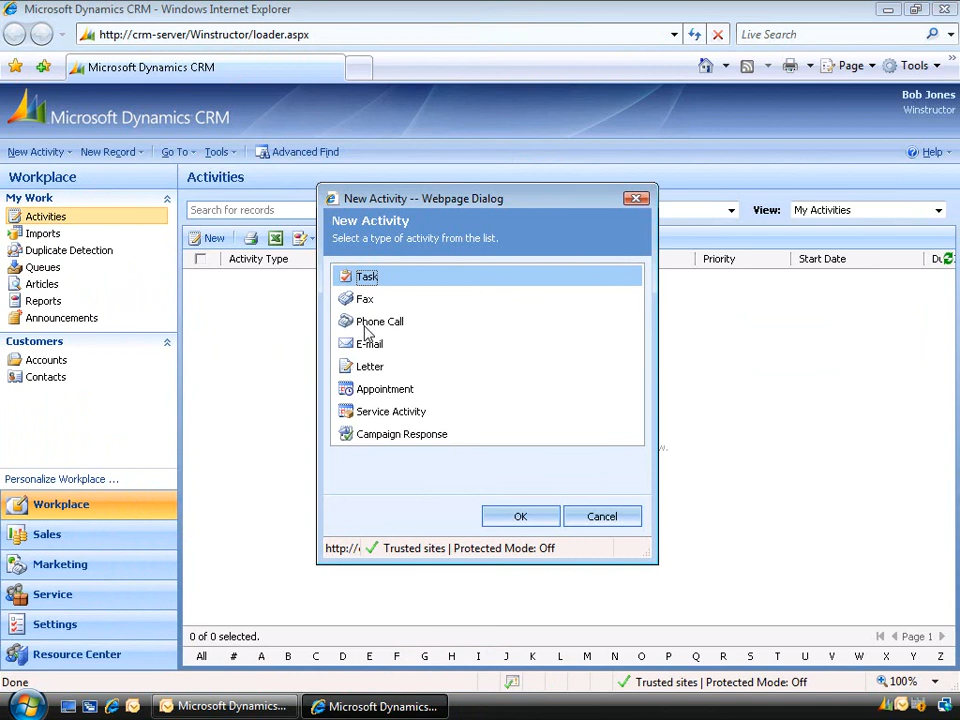 Microsoft Dynamics CRM - Windows Internet Explorer
http://crm-server/Winstructor/loader.aspx
Live Search
Microsoft Dynamics CRM
Page
Tools
Microsoft Dynamics CRM
Bob Jones
Winstructor
New Activity
New Record
Go To
Tools
Advanced Find
Help
Workplace
Activities
My Work
Activities
Imports
Duplicate Detection
Queues
Articles
Reports
Announcements
Customers
Accounts
Contacts
Personalize Workplace ...
Workplace
Sales
Marketing
Service
Settings
Resource Center
Search for records
View:
My Activities
New
Activity Type
Priority
Start Date
New Activity -- Webpage Dialog
New Activity
Select a type of activity from the list.
Task
Fax
Phone Call
E-mail
Letter
Appointment
Service Activity
Campaign Response
OK
Cancel
http://
Trusted sites | Protected Mode: Off
0 of 0 selected.
Page 1
All # A B C D E F G H I J K L M N O P Q R S T U V W X Y Z
Done
Trusted sites | Protected Mode: Off
100%
Microsoft Dynamics...
Microsoft Dynamics...